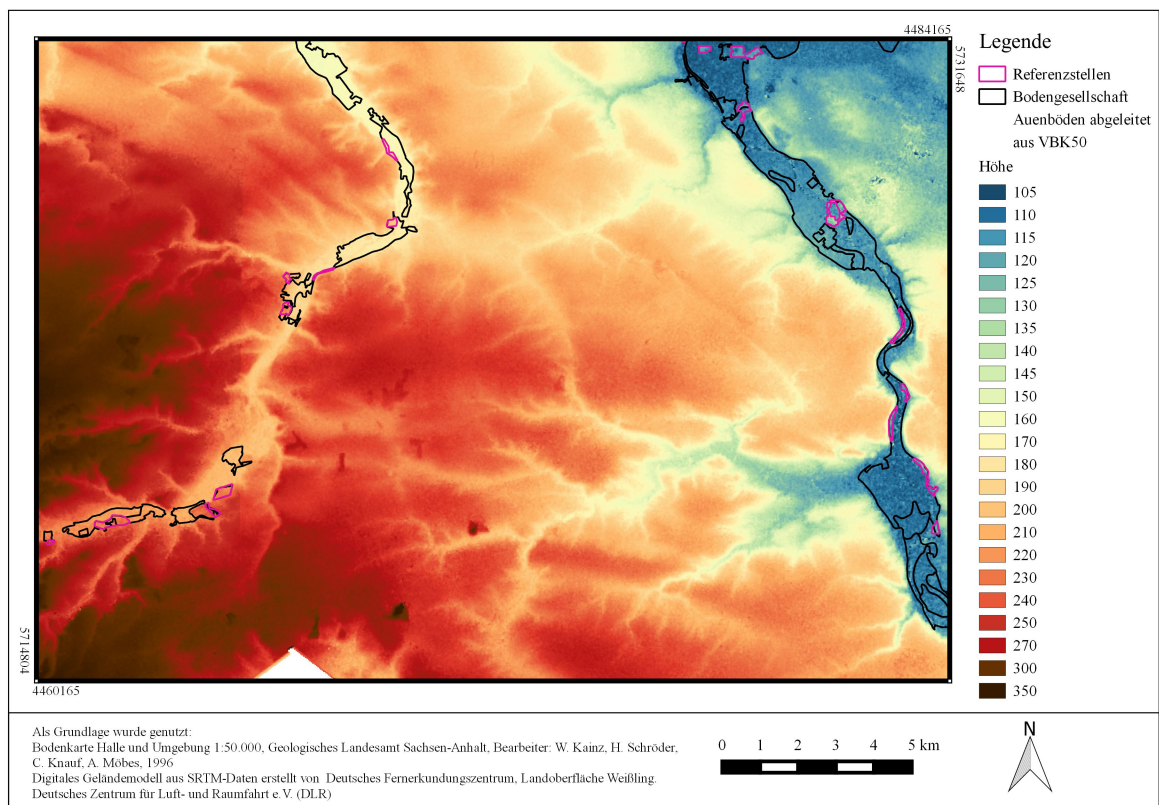 4484165
5731648
5714804
4460165
Legende
Referenzstellen
Bodengesellschaft
Auenböden abgeleitet
aus VBK50
Höhe
105
110
115
120
125
130
135
140
145
150
160
170
180
190
200
210
220
230
240
250
270
300
350
Als Grundlage wurde genutzt:
Bodenkarte Halle und Umgebung 1:50.000, Geologisches Landesamt Sachsen-Anhalt, Bearbeiter: W. Kainz, H. Schröder,
C. Knauf, A. Möbes, 1996
Digitales Geländemodell aus SRTM-Daten erstellt von Deutsches Fernerkundungszentrum, Landoberfläche Weißling.
Deutsches Zentrum für Luft- und Raumfahrt e.V. (DLR)
0 1 2 3 4 5 km
N